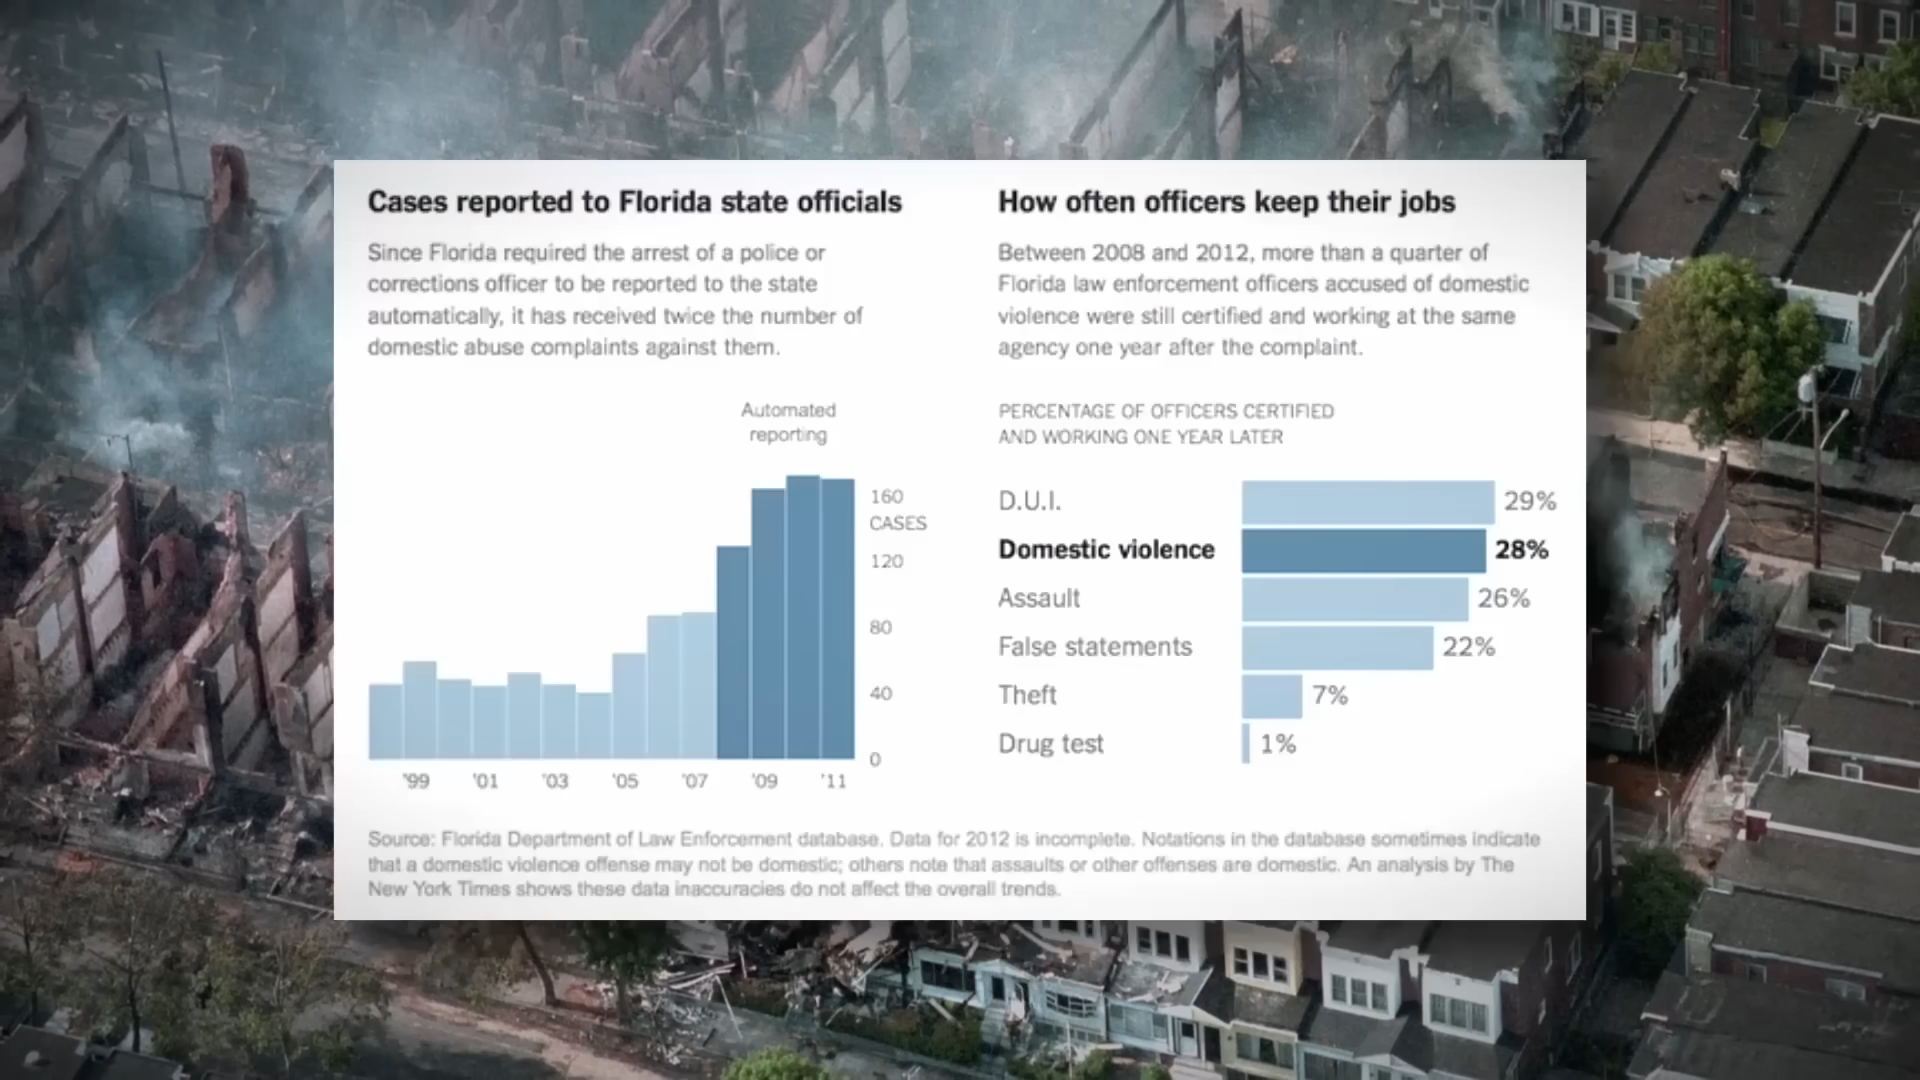 Cases reported to Florida state officials
Since Florida required the arrest of a police or
corrections officer to be reported to the state
automatically, it has received twice the number of
domestic abuse complaints against them.
Automated
reporting
160
CASES
120
80
40
0
'99 '01 '03 '05 '07 '09 '11
How often officers keep their jobs
Between 2008 and 2012, more than a quarter of
Florida law enforcement officers accused of domestic
violence were still certified and working at the same
agency one year after the complaint.
PERCENTAGE OF OFFICERS CERTIFIED
AND WORKING ONE YEAR LATER
D.U.I. 29%
Domestic violence 28%
Assault 26%
False statements 22%
Theft 7%
Drug test 1%
Source: Florida Department of Law Enforcement database. Data for 2012 is incomplete. Notations in the database sometimes indicate
that a domestic violence offense may not be domestic; others note that assaults or other offenses are domestic. An analysis by The
New York Times shows these data inaccuracies do not affect the overall trends.